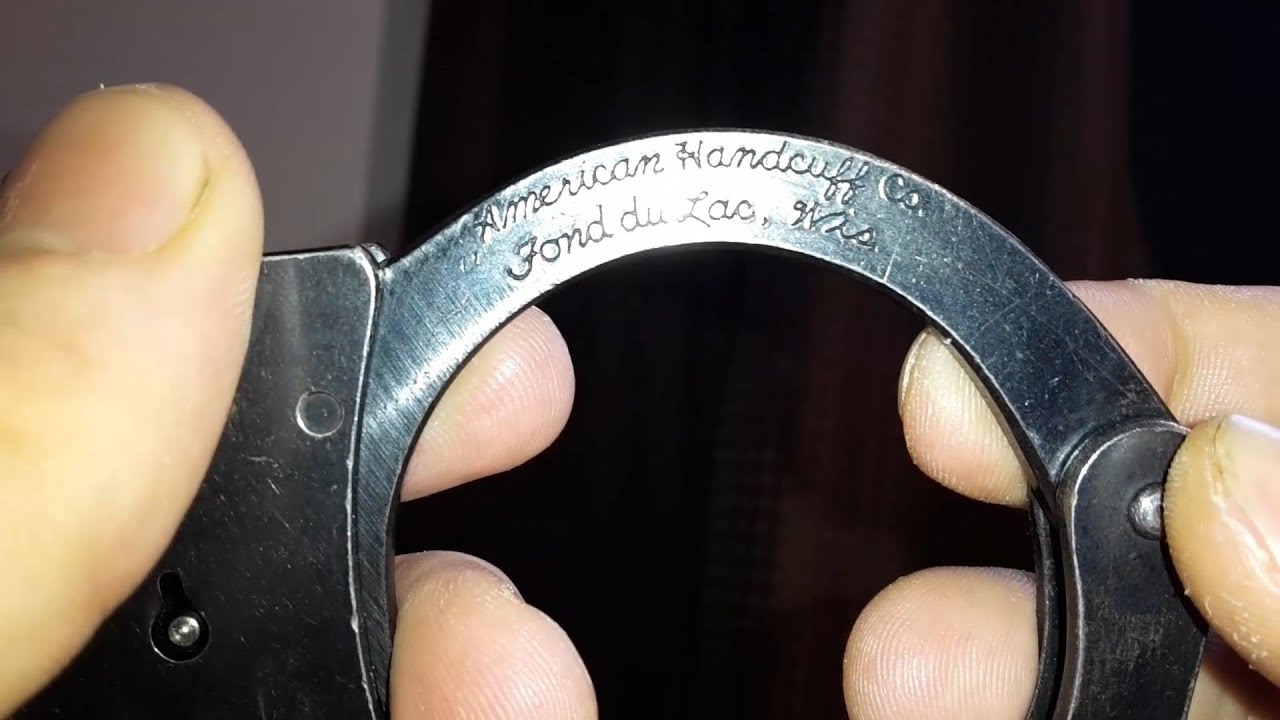 American Handcuff Co.
Fond du Lac, Wis.